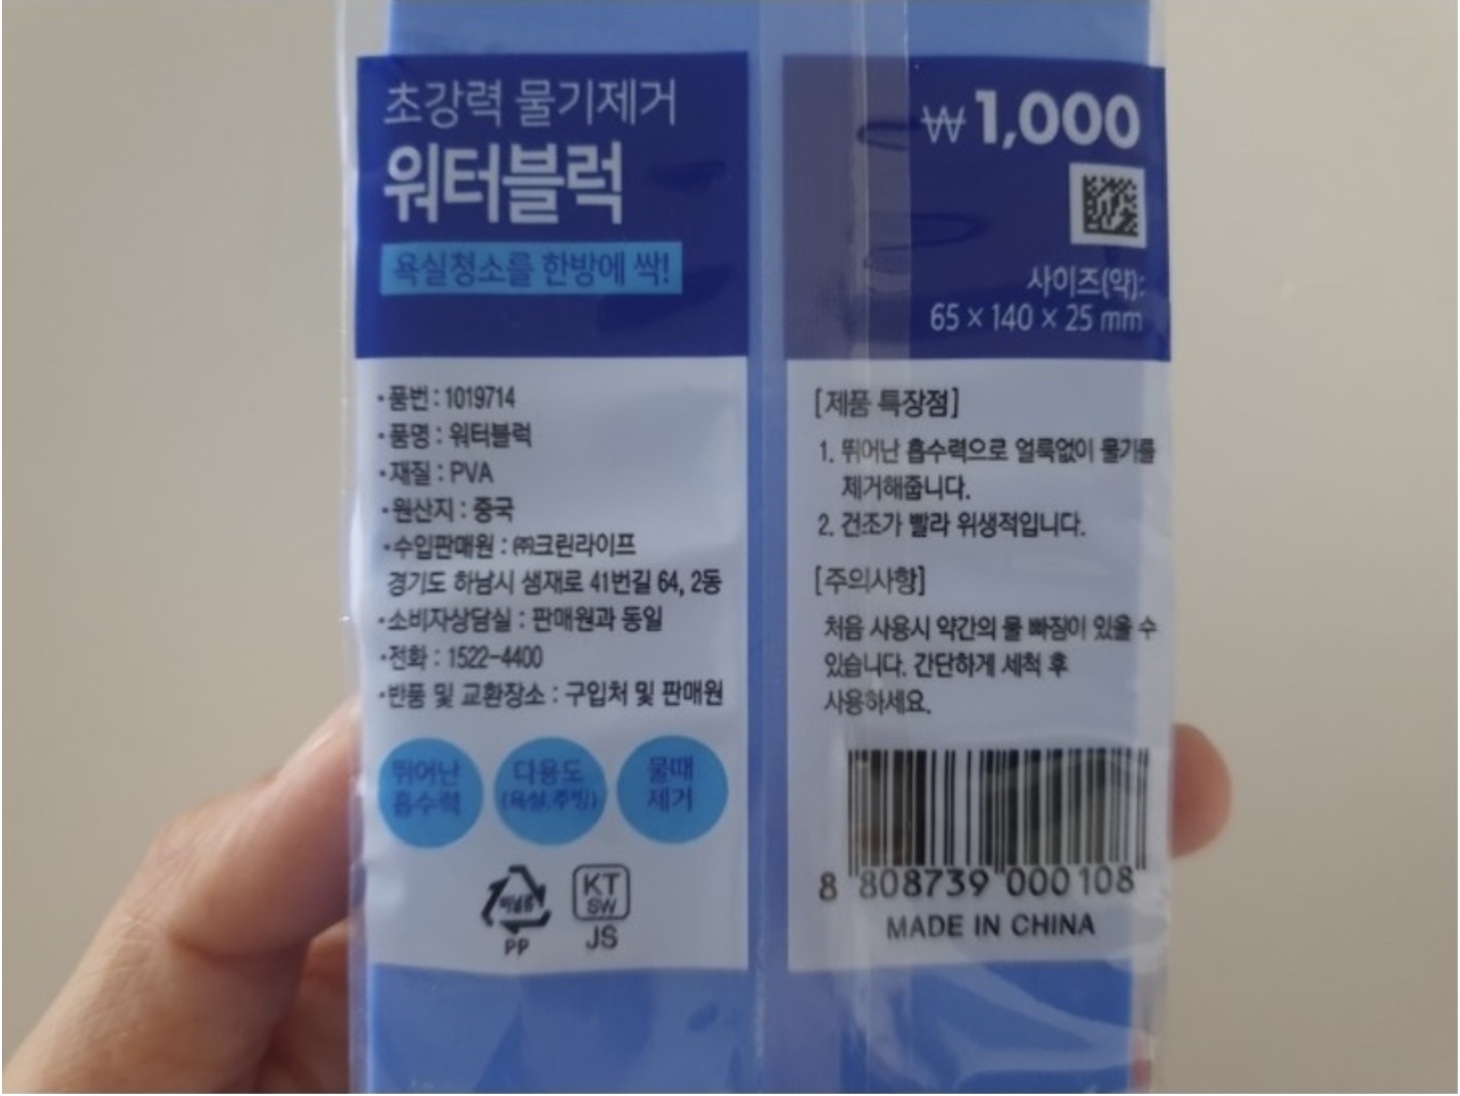 초강력 물기제거
워터블럭
욕실청소를 한방에 싹!
•품번 : 1019714
•품명 : 워터블럭
•재질 : PVA
•원산지 : 중국
•수입판매원 : ㈜크린라이프
경기도 하남시 샘재로 41번길 64, 2동
•소비자상담실 : 판매원과 동일
•전화 : 1522-4400
•반품 및 교환장소 : 구입처 및 판매원
뛰어난
흡수력
다용도
(욕실,주방)
물때
제거
PP
KT
SW
JS
₩1,000
사이즈(약):
65 × 140 × 25 mm
[제품 특장점]
1. 뛰어난 흡수력으로 얼룩없이 물기를
제거해줍니다.
2. 건조가 빨라 위생적입니다.
[주의사항]
처음 사용시 약간의 물 빠짐이 있을 수
있습니다. 간단하게 세척 후
사용하세요.
8 808739 000108
MADE IN CHINA